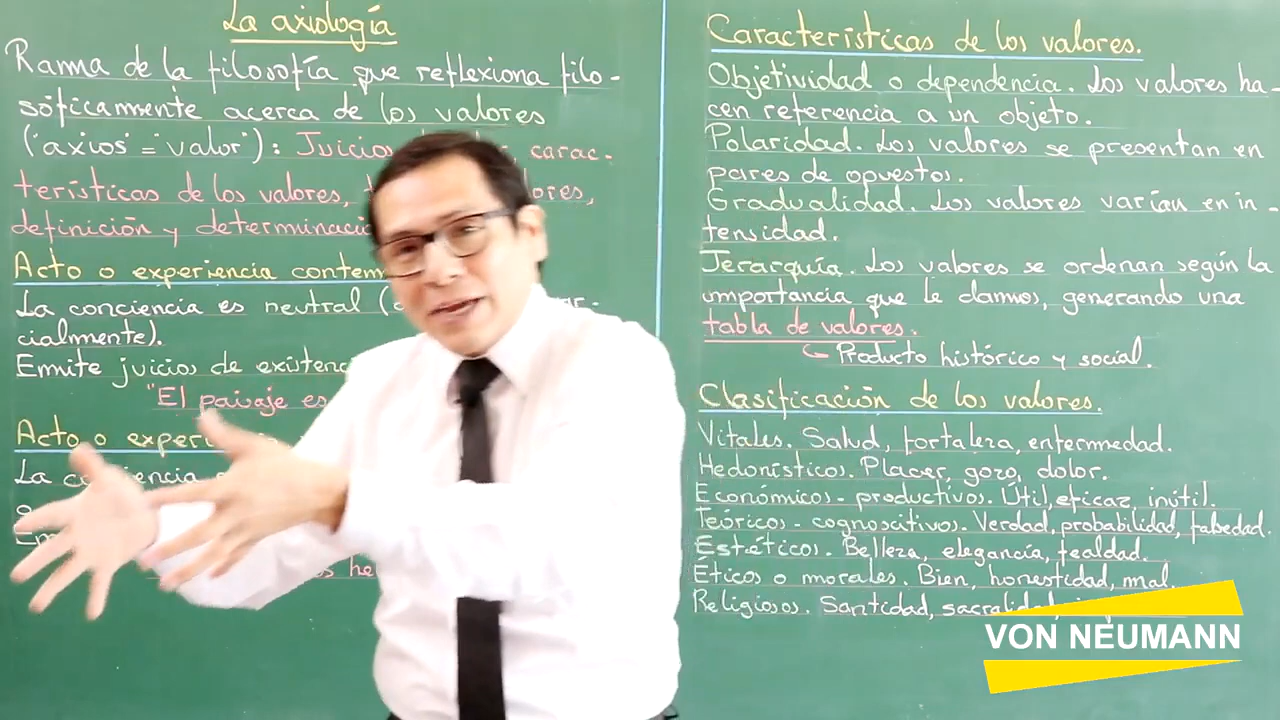 La axiología
Rama de la filosofía que reflexiona filo-
sóficamente acerca de los valores
("axios" = "valor"): Juicios carac-
terísticas de los valores,
definición y
Acto o experiencia
La conciencia es neutral (
cialmente).
Emite juicios de
"El paisaje es
Acto o
La
Características de los valores.
Objetividad o dependencia. Los valores ha-
cen referencia a un objeto.
Polaridad. Los valores se presentan en
pares de opuestos.
Gradualidad. Los valores varían en in-
tensidad.
Jerarquía. Los valores se ordenan según la
importancia que le damos, generando una
tabla de valores.
Producto histórico y social.
Clasificación de los valores.
Vitales. Salud, fortaleza, enfermedad.
Hedonísticos. Placer, gozo, dolor.
Económicos - productivos. Útil, eficaz, inútil.
Teóricos - cognoscitivos. Verdad, probabilidad, falsedad.
Estéticos. Belleza, elegancia, fealdad.
Éticos o morales. Bien, honestidad, mal.
Religiosos. Santidad,
VON NEUMANN